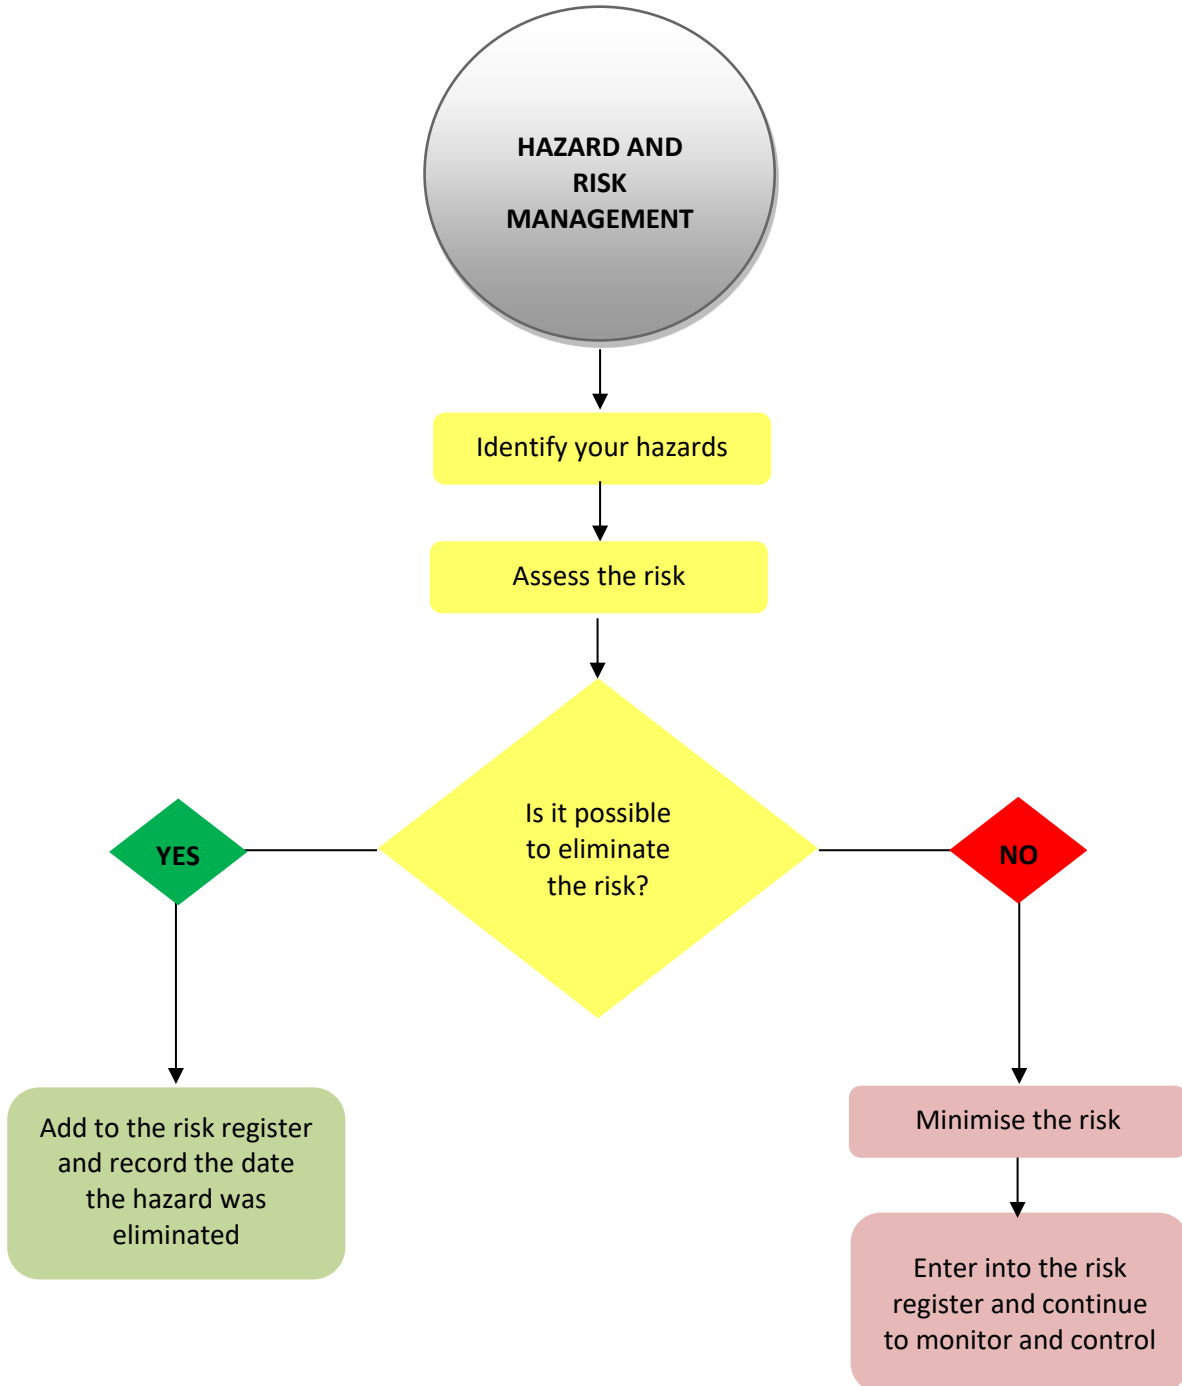 HAZARD AND
RISK
MANAGEMENT
Identify your hazards
Assess the risk
Is it possible
to eliminate
the risk?
YES
NO
Add to the risk register
and record the date
the hazard was
eliminated
Minimise the risk
Enter into the risk
register and continue
to monitor and control